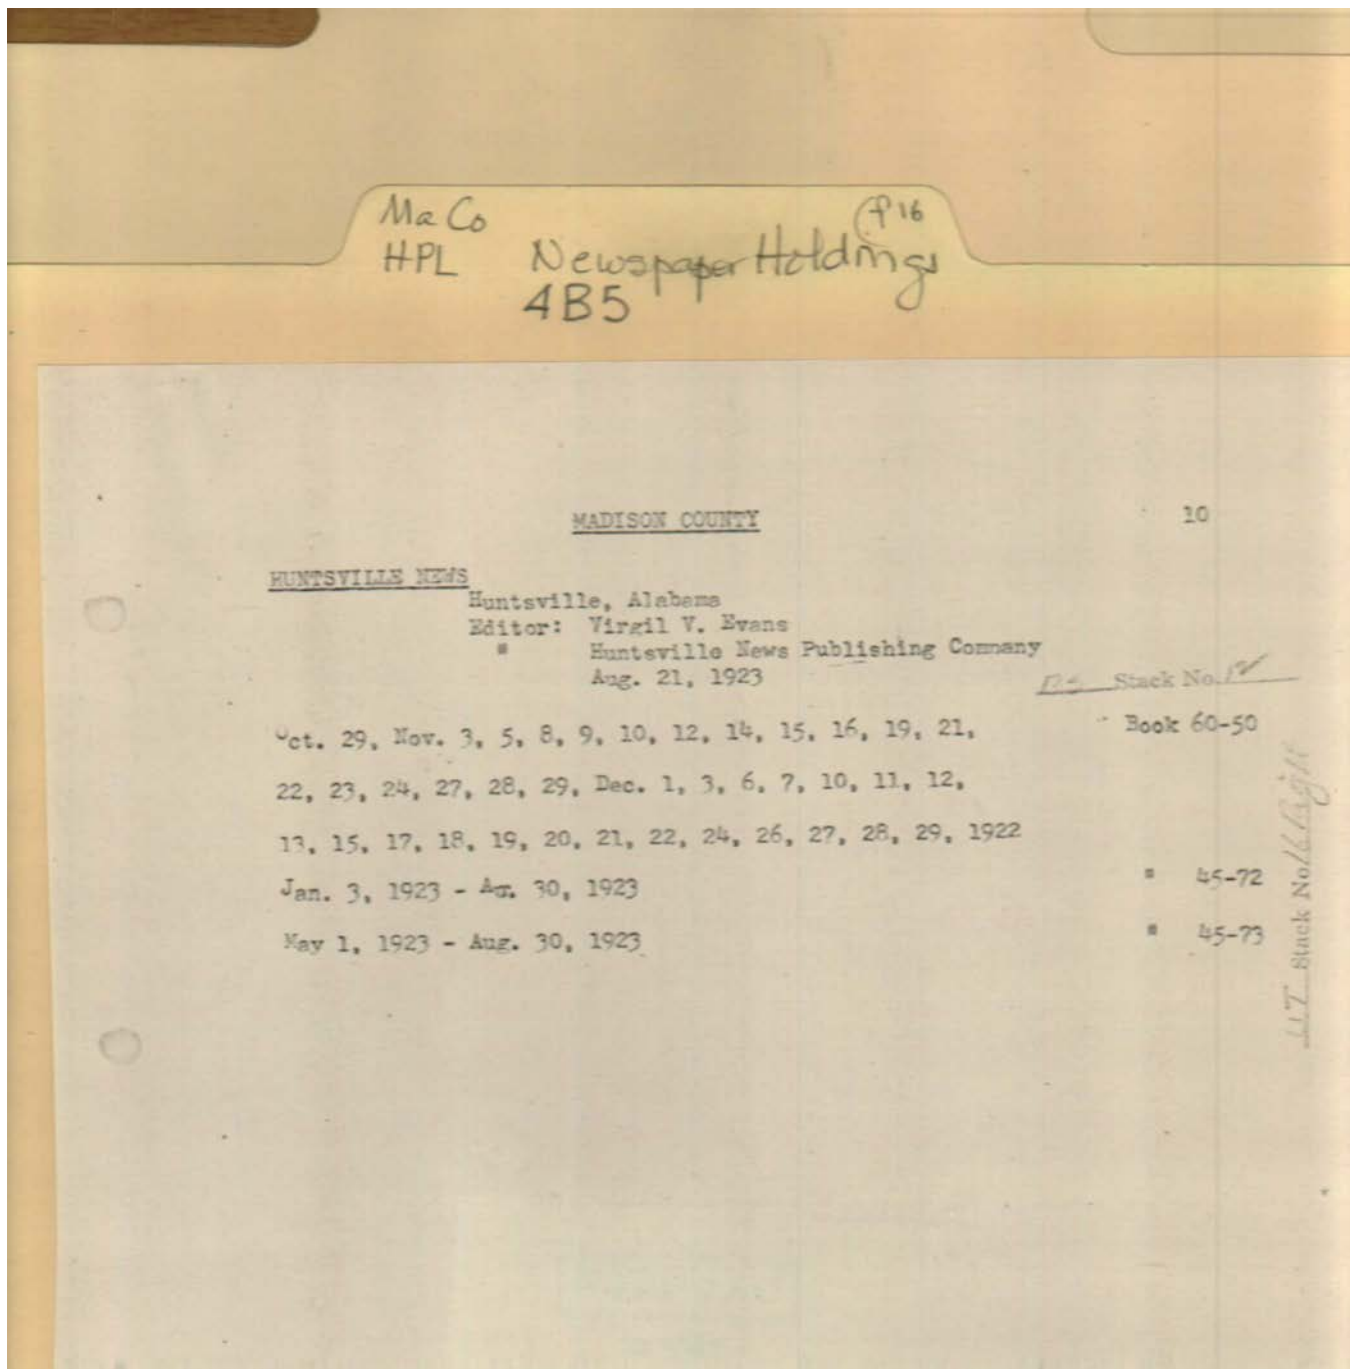 Ma Co
f 16
HPL Newspaper Holdings
4B5
MADISON COUNTY 10
HUNTSVILLE NEWS
Huntsville, Alabama
Editor: Virgil V. Evans
" Huntsville News Publishing Company
Aug. 21, 1923
Stack No.
Oct. 29, Nov. 3, 5, 8, 9, 10, 12, 14, 15, 16, 19, 21, Book 60-50
22, 23, 24, 27, 28, 29, Dec. 1, 3, 6, 7, 10, 11, 12,
13, 15, 17, 18, 19, 20, 21, 22, 24, 26, 27, 28, 29, 1922
Jan. 3, 1923 - 30, 1923 " 45-72
May 1, 1923 - Aug. 30, 1923 " 45-73
Stack No